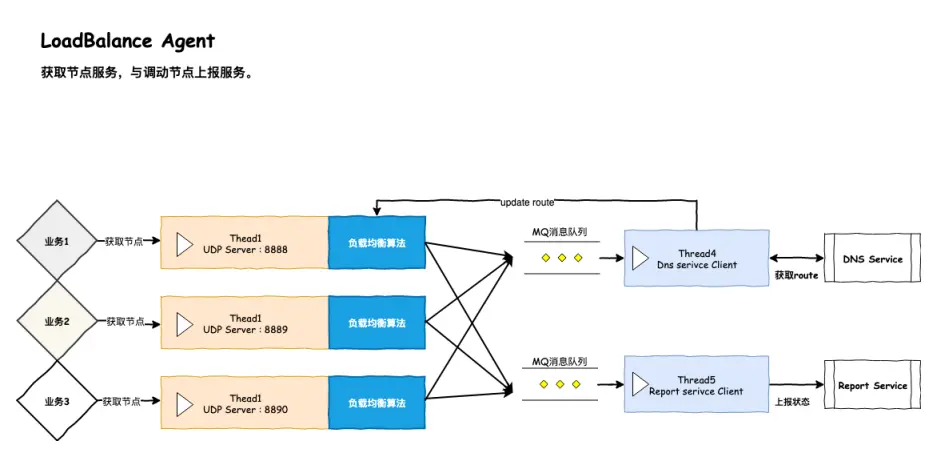 LoadBalance Agent
获取节点服务，与调动节点上报服务。
update route
业务1
获取节点
Thead1
UDP Server：8888
负载均衡算法
MQ消息队列
Thread4
Dns serivce Client
获取route
DNS Service
业务2
获取节点
Thead1
UDP Server：8889
负载均衡算法
业务3
获取节点
Thead1
UDP Server：8890
负载均衡算法
MQ消息队列
Thread5
Report serivce Client
上报状态
Report Service